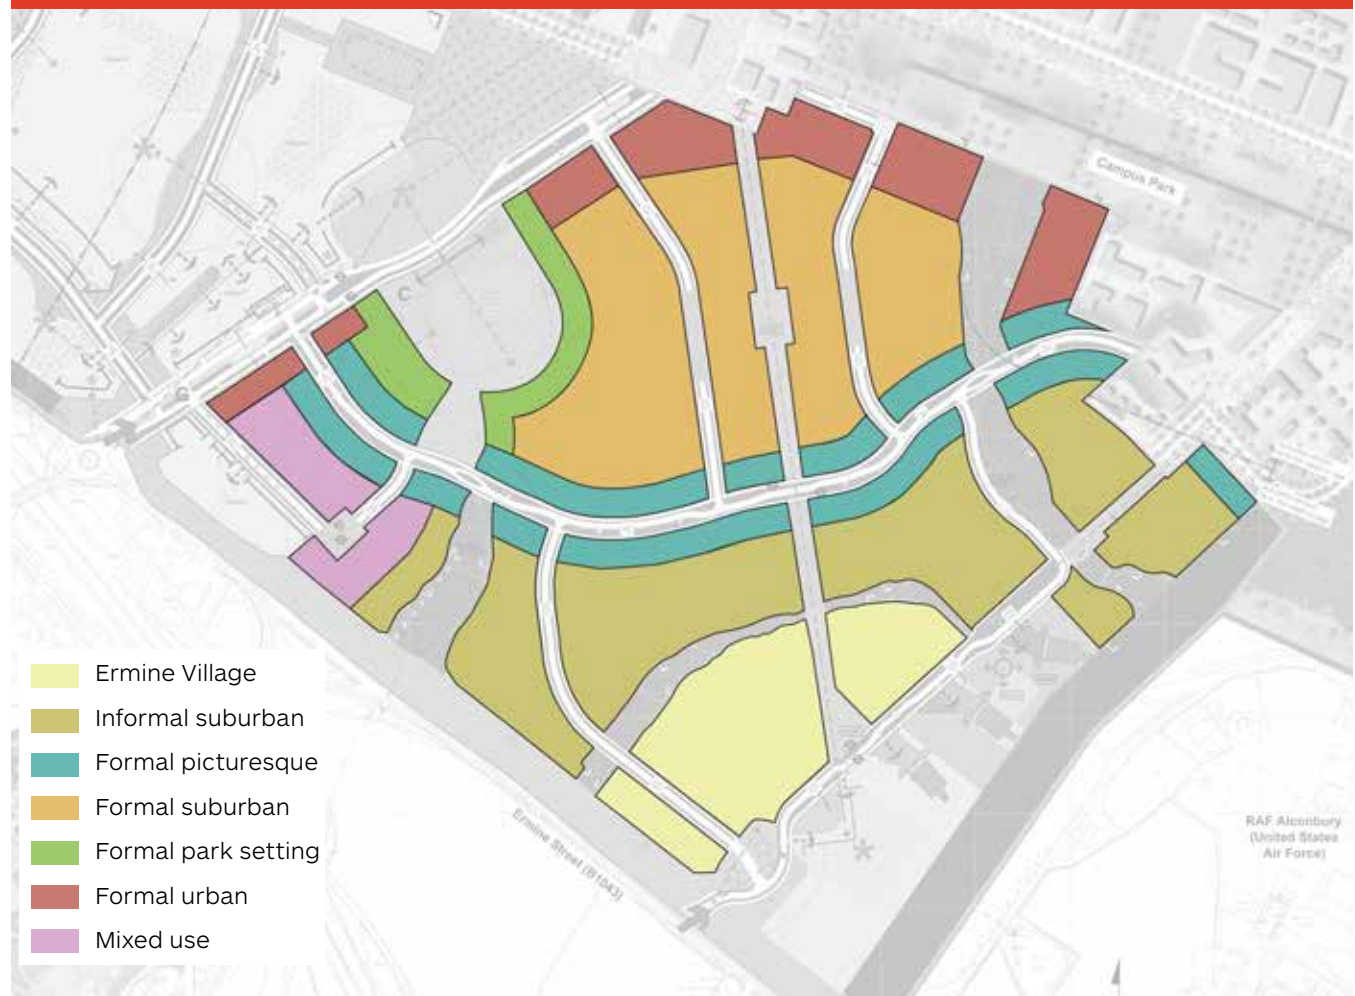 Campus Park
C
Ermine Village
Informal suburban
Formal picturesque
Formal suburban
Formal park setting
Formal urban
Mixed use
Ermine Street (B1043)
RAF Alconbury
(United States
Air Force)